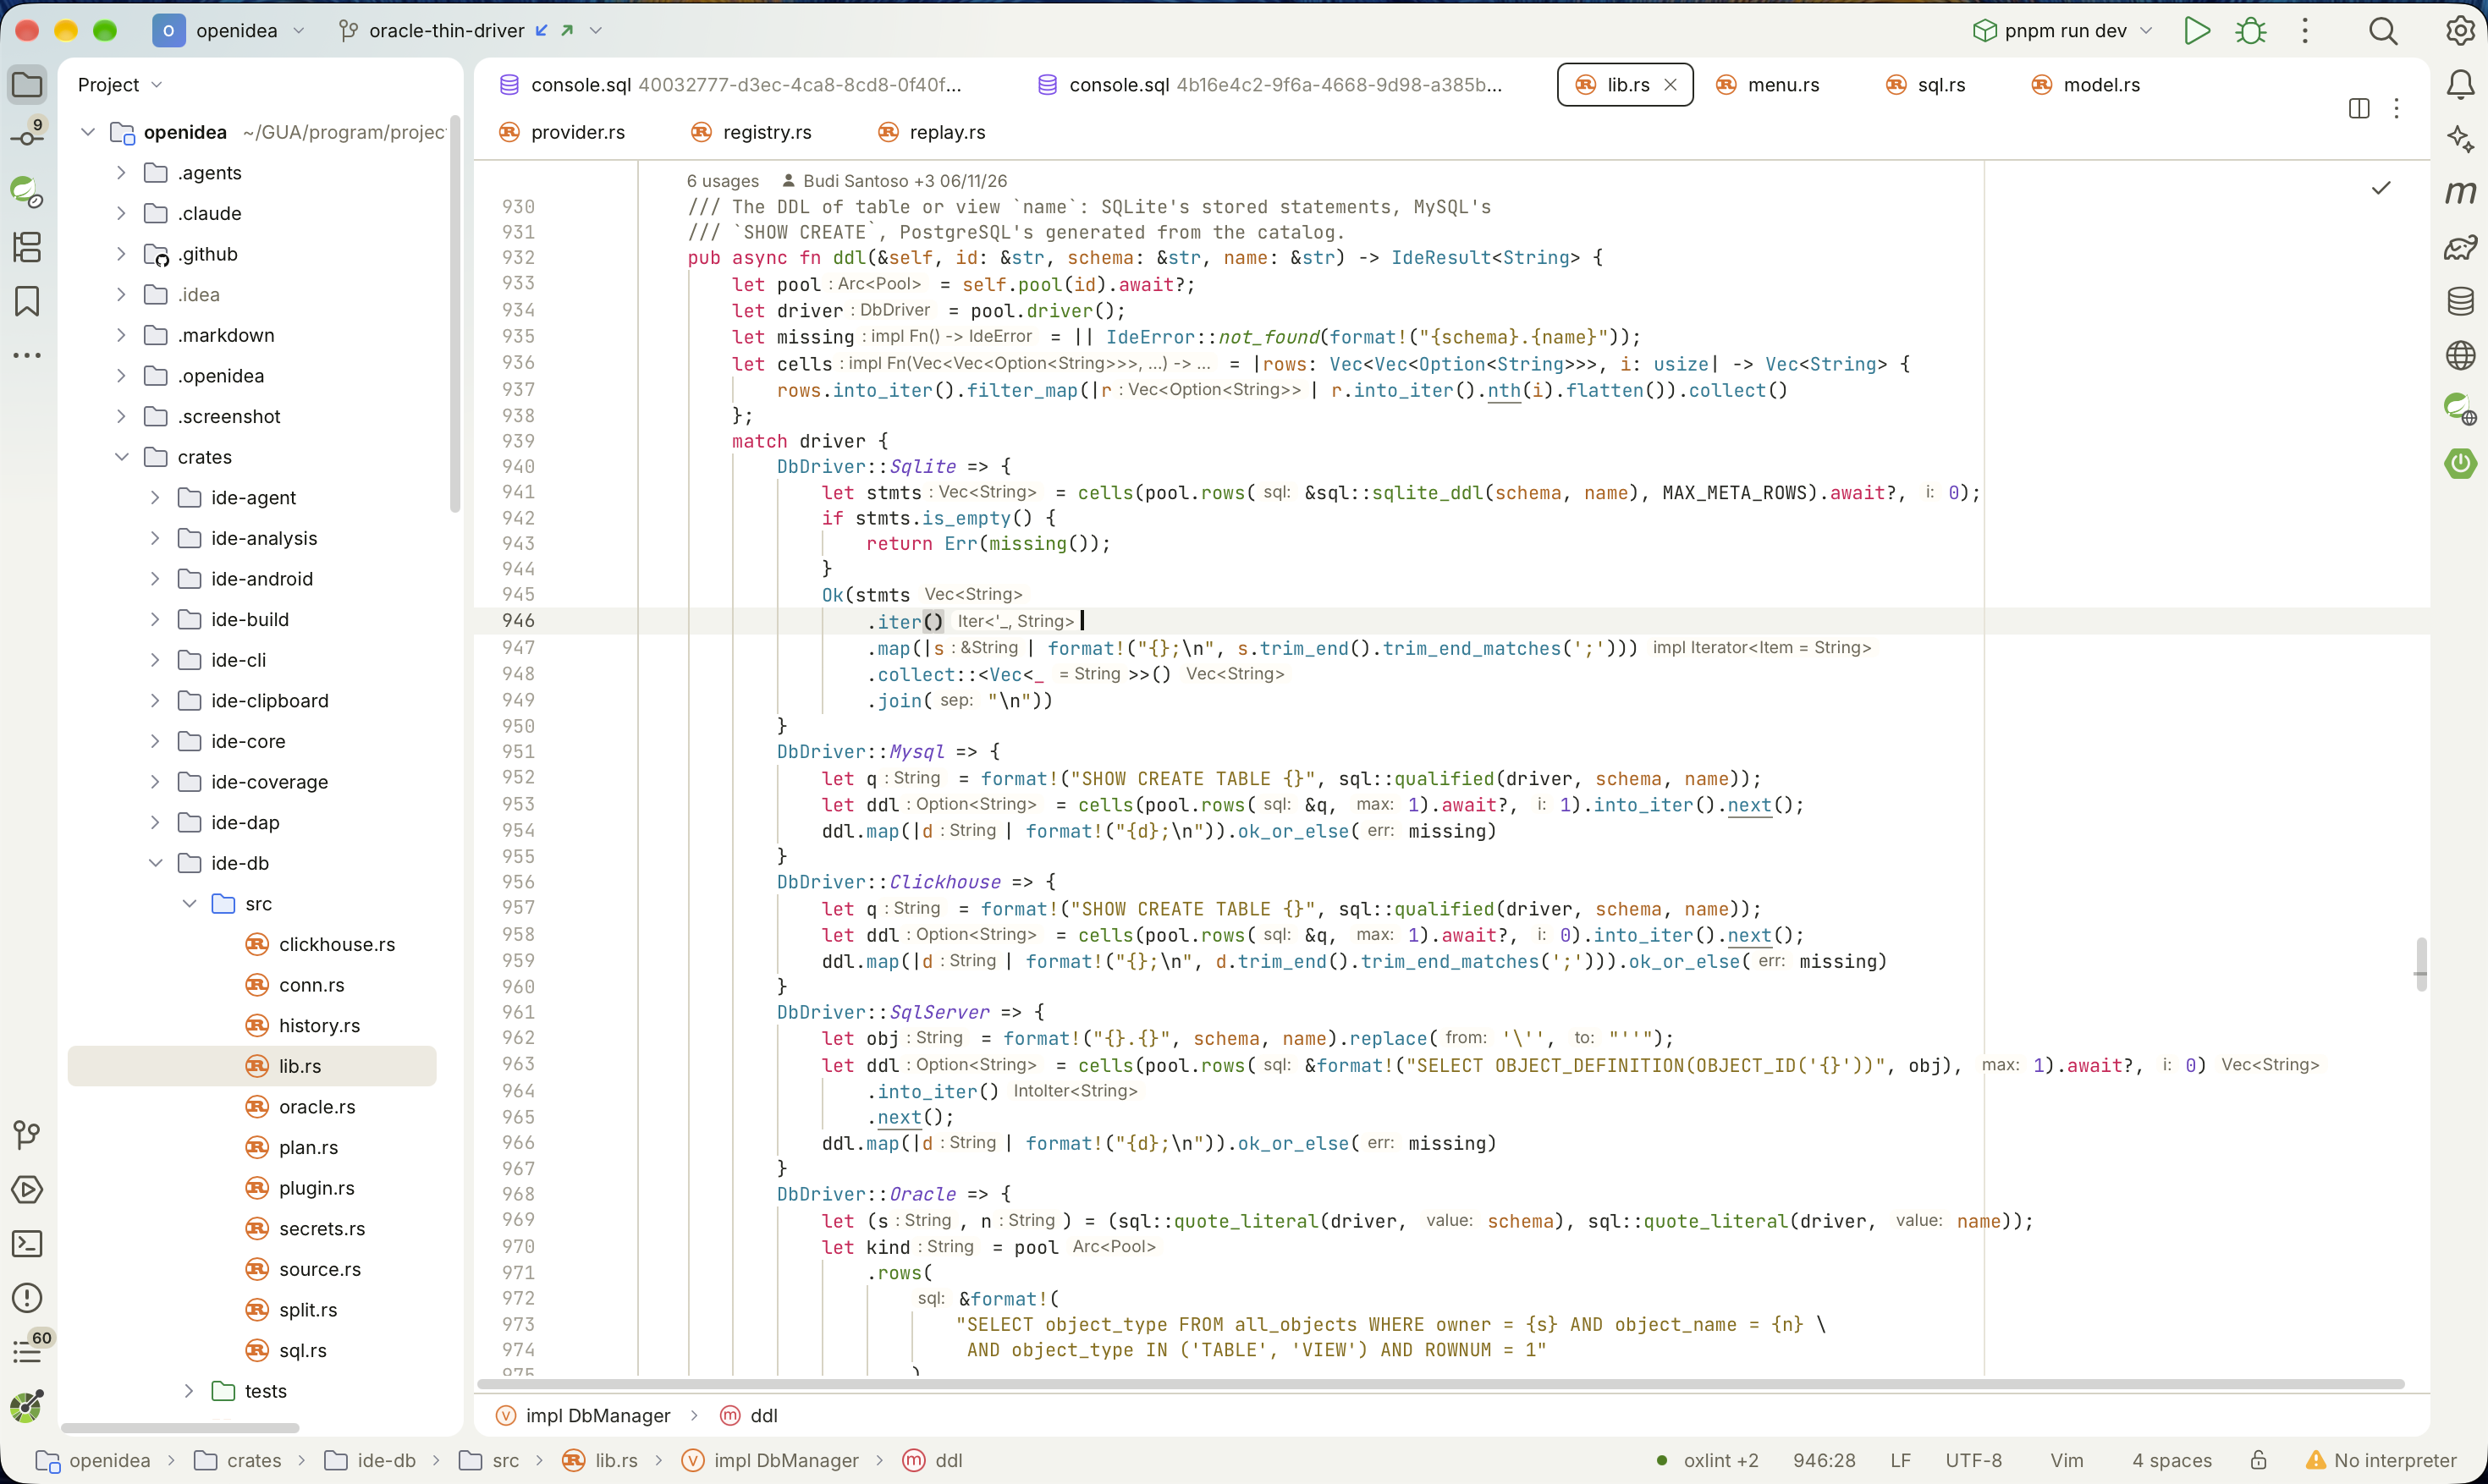 O openidea oracle-thin-driver pnpm run dev
Project
console.sql 40032777-d3ec-4ca8-8cd8-0f40f... console.sql 4b16e4c2-9f6a-4668-9d98-a385b... lib.rs menu.rs sql.rs model.rs
provider.rs registry.rs replay.rs
9
openidea ~/GUA/program/projec
.agents
.claude
.github
.idea
.markdown
.openidea
.screenshot
crates
ide-agent
ide-analysis
ide-android
ide-build
ide-cli
ide-clipboard
ide-core
ide-coverage
ide-dap
ide-db
src
clickhouse.rs
conn.rs
history.rs
lib.rs
oracle.rs
plan.rs
plugin.rs
secrets.rs
source.rs
split.rs
sql.rs
tests
60
6 usages Budi Santoso +3 06/11/26
930 /// The DDL of table or view `name`: SQLite's stored statements, MySQL's
931 /// `SHOW CREATE`, PostgreSQL's generated from the catalog.
932 pub async fn ddl(&self, id: &str, schema: &str, name: &str) -> IdeResult<String> {
933 let pool : Arc<Pool> = self.pool(id).await?;
934 let driver : DbDriver = pool.driver();
935 let missing : impl Fn() -> IdeError = || IdeError::not_found(format!("{schema}.{name}"));
936 let cells : impl Fn(Vec<Vec<Option<String>>>, ...) -> ... = |rows: Vec<Vec<Option<String>>>, i: usize| -> Vec<String> {
937 rows.into_iter().filter_map(|r : Vec<Option<String>> | r.into_iter().nth(i).flatten()).collect()
938 };
939 match driver {
940 DbDriver::Sqlite => {
941 let stmts : Vec<String> = cells(pool.rows( sql: &sql::sqlite_ddl(schema, name), MAX_META_ROWS).await?, i: 0);
942 if stmts.is_empty() {
943 return Err(missing());
944 }
945 Ok(stmts Vec<String>
946 .iter() Iter<'_, String>
947 .map(|s : &String | format!("{};\n", s.trim_end().trim_end_matches(';'))) impl Iterator<Item = String>
948 .collect::<Vec<_ = String >>() Vec<String>
949 .join( sep: "\n"))
950 }
951 DbDriver::Mysql => {
952 let q : String = format!("SHOW CREATE TABLE {}", sql::qualified(driver, schema, name));
953 let ddl : Option<String> = cells(pool.rows( sql: &q, max: 1).await?, i: 1).into_iter().next();
954 ddl.map(|d : String | format!("{d};\n")).ok_or_else( err: missing)
955 }
956 DbDriver::Clickhouse => {
957 let q : String = format!("SHOW CREATE TABLE {}", sql::qualified(driver, schema, name));
958 let ddl : Option<String> = cells(pool.rows( sql: &q, max: 1).await?, i: 0).into_iter().next();
959 ddl.map(|d : String | format!("{};\n", d.trim_end().trim_end_matches(';'))).ok_or_else( err: missing)
960 }
961 DbDriver::SqlServer => {
962 let obj : String = format!("{}.{}", schema, name).replace( from: '\'', to: "''");
963 let ddl : Option<String> = cells(pool.rows( sql: &format!("SELECT OBJECT_DEFINITION(OBJECT_ID('{}'))", obj), max: 1).await?, i: 0) Vec<String>
964 .into_iter() IntoIter<String>
965 .next();
966 ddl.map(|d : String | format!("{d};\n")).ok_or_else( err: missing)
967 }
968 DbDriver::Oracle => {
969 let (s : String , n : String ) = (sql::quote_literal(driver, value: schema), sql::quote_literal(driver, value: name));
970 let kind : String = pool Arc<Pool>
971 .rows(
972 sql: &format!(
973 "SELECT object_type FROM all_objects WHERE owner = {s} AND object_name = {n} \
974 AND object_type IN ('TABLE', 'VIEW') AND ROWNUM = 1"
975 )
impl DbManager ddl
openidea crates ide-db src lib.rs impl DbManager ddl oxlint +2 946:28 LF UTF-8 Vim 4 spaces No interpreter